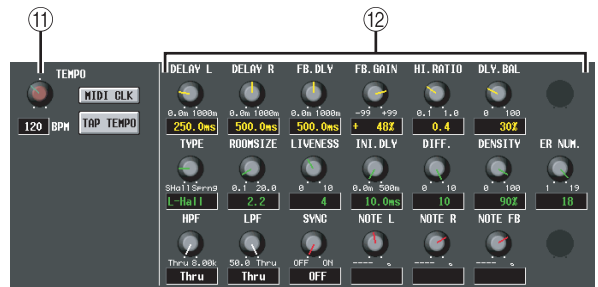 ⑪ ⑫
TEMPO
MIDI CLK
120 BPM TAP TEMPO
DELAY L DELAY R FB.DLY FB.GAIN HI.RATIO DLY.BAL
0.0m 1000m 0.0m 1000m 0.0m 1000m -99 +99 0.1 1.0 0 100
250.0ms 500.0ms 500.0ms + 48% 0.4 30%
TYPE ROOMSIZE LIVENESS INI.DLY DIFF. DENSITY ER NUM.
SHall Sprng 0.1 20.0 0 10 0.0m 500m 0 10 0 100 1 19
L-Hall 2.2 4 10.0ms 10 90% 18
HPF LPF SYNC NOTE L NOTE R NOTE FB
Thru 8.00k 50.0 Thru OFF ON ---- ---- ----
Thru Thru OFF